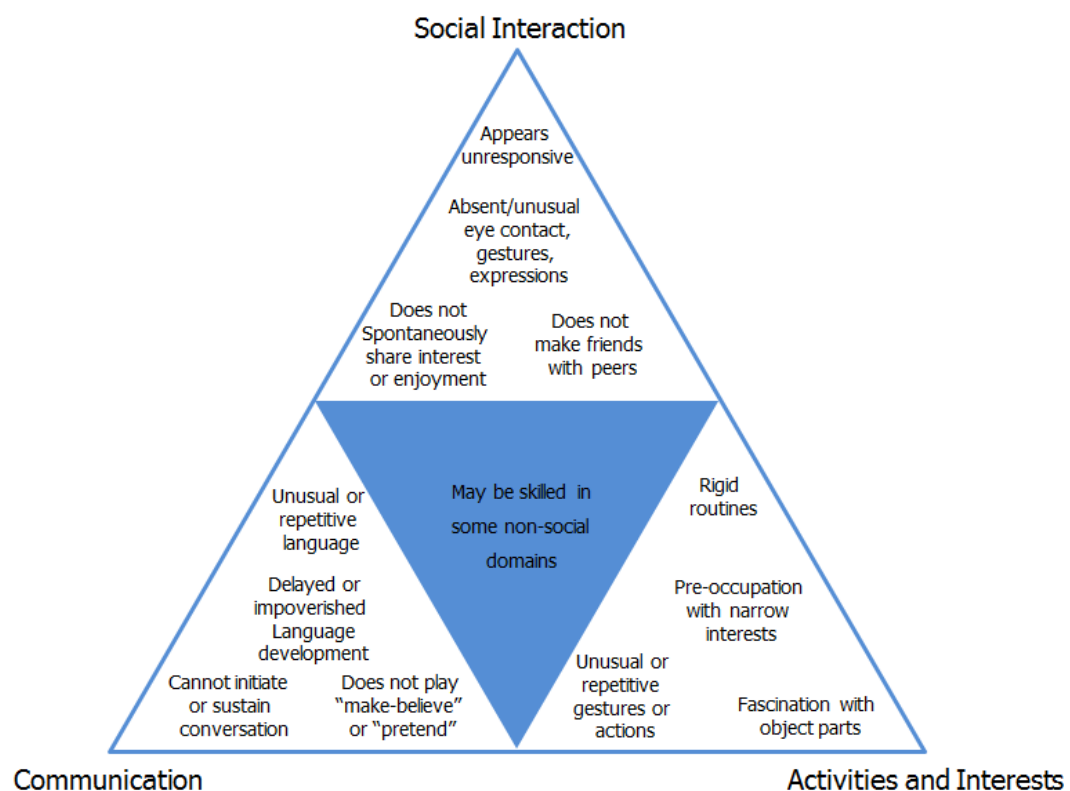 Social Interaction
Appears
unresponsive
Absent/unusual
eye contact,
gestures,
expressions
Does not
Spontaneously
share interest
or enjoyment
Does not
make friends
with peers
May be skilled in
some non-social
domains
Unusual or
repetitive
language
Delayed or
impoverished
Language
development
Cannot initiate
or sustain
conversation
Does not play
“make-believe”
or “pretend”
Rigid
routines
Pre-occupation
with narrow
interests
Unusual or
repetitive
gestures or
actions
Fascination with
object parts
Communication
Activities and Interests